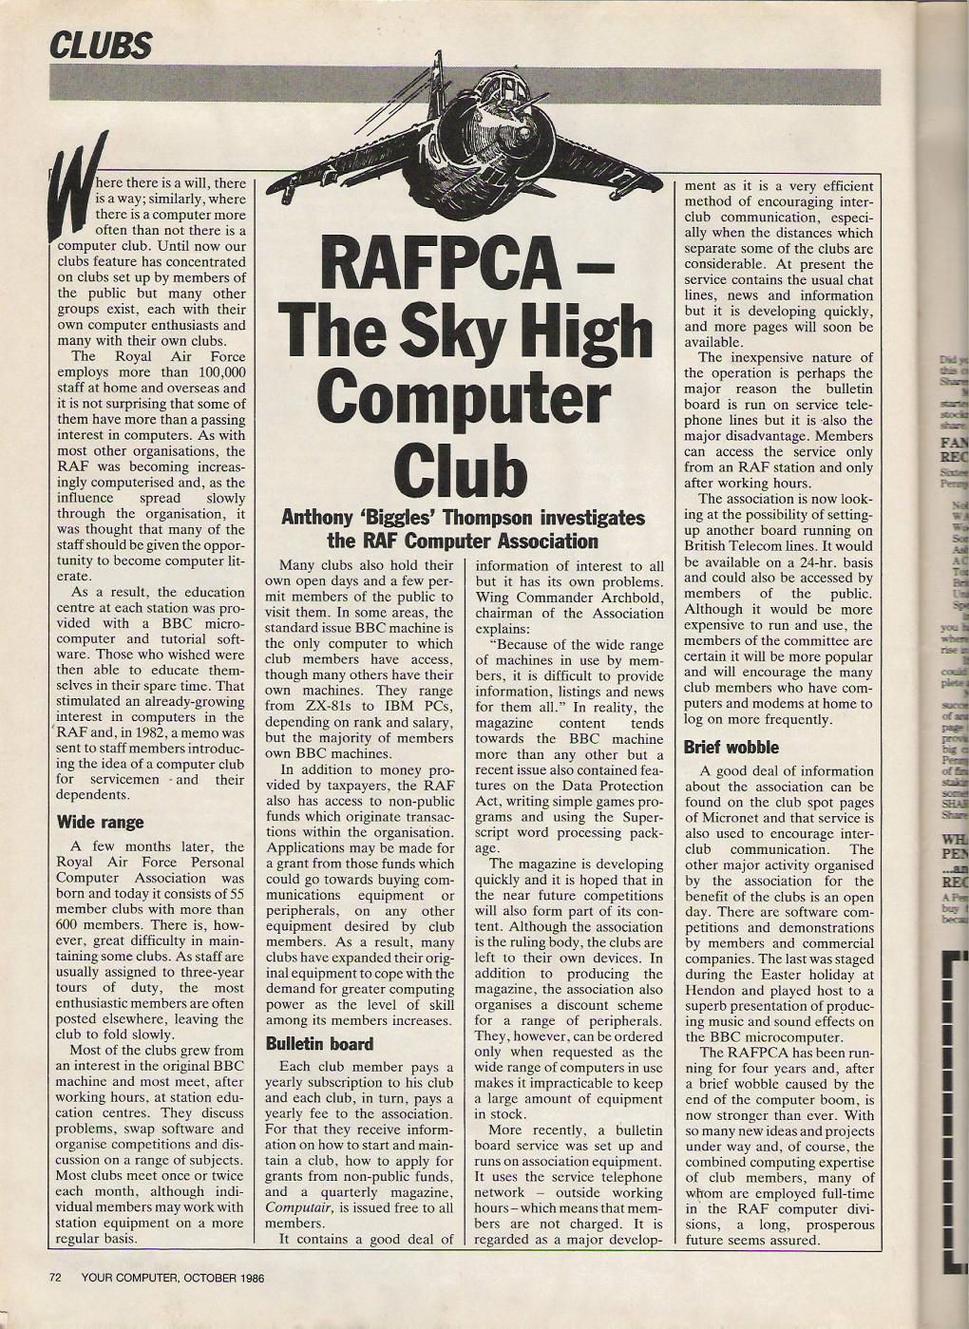 CLUBS
Where there is a will, there
is a way; similarly, where
there is a computer more
often than not there is a
computer club. Until now our
clubs feature has concentrated
on clubs set up by members of
the public but many other
groups exist, each with their
own computer enthusiasts and
many with their own clubs.
The Royal Air Force
employs more than 100,000
staff at home and overseas and
it is not surprising that some of
them have more than a passing
interest in computers. As with
most other organisations, the
RAF was becoming increas-
ingly computerised and, as the
influence spread slowly
through the organisation, it
was thought that many of the
staff should be given the oppor-
tunity to become computer lit-
erate.
As a result, the education
centre at each station was pro-
vided with a BBC micro-
computer and tutorial soft-
ware. Those who wished were
then able to educate them-
selves in their spare time. That
stimulated an already-growing
interest in computers in the
RAF and, in 1982, a memo was
sent to staff members introduc-
ing the idea of a computer club
for servicemen and their
dependents.
Wide range
A few months later, the
Royal Air Force Personal
Computer Association was
born and today it consists of 55
member clubs with more than
600 members. There is, how-
ever, great difficulty in main-
taining some clubs. As staff are
usually assigned to three-year
tours of duty, the most
enthusiastic members are often
posted elsewhere, leaving the
club to fold slowly.
Most of the clubs grew from
an interest in the original BBC
machine and most meet, after
working hours, at station edu-
cation centres. They discuss
problems, swap software and
organise competitions and dis-
cussion on a range of subjects.
Most clubs meet once or twice
each month, although indi-
vidual members may work with
station equipment on a more
regular basis.
RAFPCA –
The Sky High
Computer
Club
Anthony ‘Biggles’ Thompson investigates
the RAF Computer Association
Many clubs also hold their
own open days and a few per-
mit members of the public to
visit them. In some areas, the
standard issue BBC machine is
the only computer to which
club members have access,
though many others have their
own machines. They range
from ZX-81s to IBM PCs,
depending on rank and salary,
but the majority of members
own BBC machines.
In addition to money pro-
vided by taxpayers, the RAF
also has access to non-public
funds which originate transac-
tions within the organisation.
Applications may be made for
a grant from those funds which
could go towards buying com-
munications equipment or
peripherals, on any other
equipment desired by club
members. As a result, many
clubs have expanded their orig-
inal equipment to cope with the
demand for greater computing
power as the level of skill
among its members increases.
Bulletin board
Each club member pays a
yearly subscription to his club
and each club, in turn, pays a
yearly fee to the association.
For that they receive inform-
ation on how to start and main-
tain a club, how to apply for
grants from non-public funds,
and a quarterly magazine,
Computair, is issued free to all
members.
It contains a good deal of
information of interest to all
but it has its own problems.
Wing Commander Archbold,
chairman of the Association
explains:
“Because of the wide range
of machines in use by mem-
bers, it is difficult to provide
information, listings and news
for them all.” In reality, the
magazine content tends
towards the BBC machine
more than any other but a
recent issue also contained fea-
tures on the Data Protection
Act, writing simple games pro-
grams and using the Super-
script word processing pack-
age.
The magazine is developing
quickly and it is hoped that in
the near future competitions
will also form part of its con-
tent. Although the association
is the ruling body, the clubs are
left to their own devices. In
addition to producing the
magazine, the association also
organises a discount scheme
for a range of peripherals.
They, however, can be ordered
only when requested as the
wide range of computers in use
makes it impracticable to keep
a large amount of equipment
in stock.
More recently, a bulletin
board service was set up and
runs on association equipment.
It uses the service telephone
network – outside working
hours – which means that mem-
bers are not charged. It is
regarded as a major develop-
ment as it is a very efficient
method of encouraging inter-
club communication, especi-
ally when the distances which
separate some of the clubs are
considerable. At present the
service contains the usual chat
lines, news and information
but it is developing quickly,
and more pages will soon be
available.
The inexpensive nature of
the operation is perhaps the
major reason the bulletin
board is run on service tele-
phone lines but it is also the
major disadvantage. Members
can access the service only
from an RAF station and only
after working hours.
The association is now look-
ing at the possibility of setting-
up another board running on
British Telecom lines. It would
be available on a 24-hr. basis
and could also be accessed by
members of the public.
Although it would be more
expensive to run and use, the
members of the committee are
certain it will be more popular
and will encourage the many
club members who have com-
puters and modems at home to
log on more frequently.
Brief wobble
A good deal of information
about the association can be
found on the club spot pages
of Micronet and that service is
also used to encourage inter-
club communication. The
other major activity organised
by the association for the
benefit of the clubs is an open
day. There are software com-
petitions and demonstrations
by members and commercial
companies. The last was staged
during the Easter holiday at
Hendon and played host to a
superb presentation of produc-
ing music and sound effects on
the BBC microcomputer.
The RAFPCA has been run-
ning for four years and, after
a brief wobble caused by the
end of the computer boom, is
now stronger than ever. With
so many new ideas and projects
under way and, of course, the
combined computing expertise
of club members, many of
whom are employed full-time
in the RAF computer divi-
sions, a long, prosperous
future seems assured.
72 YOUR COMPUTER, OCTOBER 1986